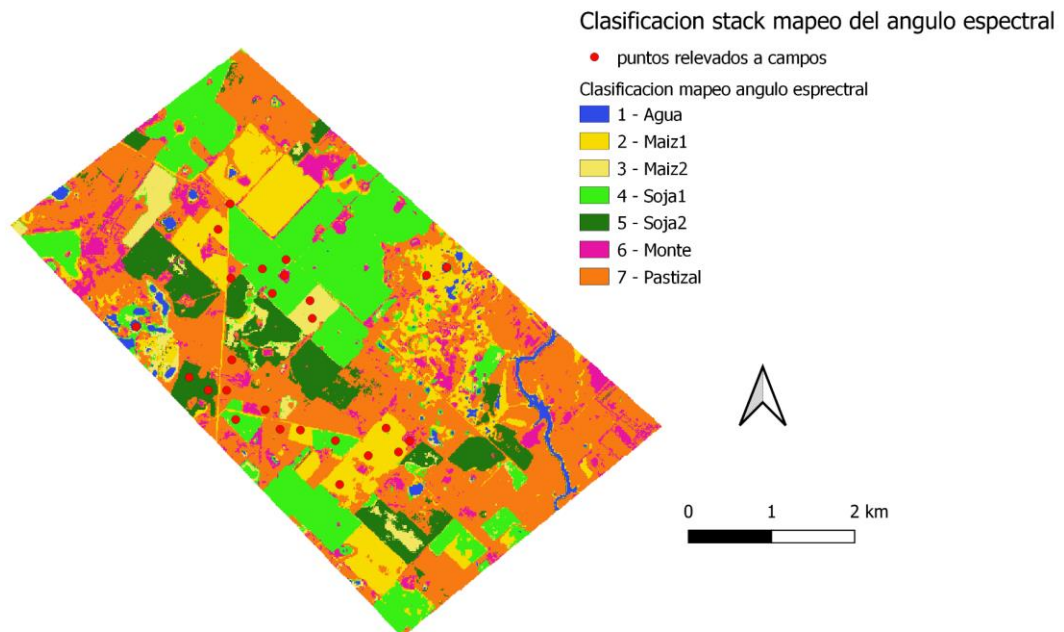 Clasificacion stack mapeo del angulo espectral
puntos relevados a campos
Clasificacion mapeo angulo esprectral
1 - Agua
2 - Maiz1
3 - Maiz2
4 - Soja1
5 - Soja2
6 - Monte
7 - Pastizal
0 1 2 km